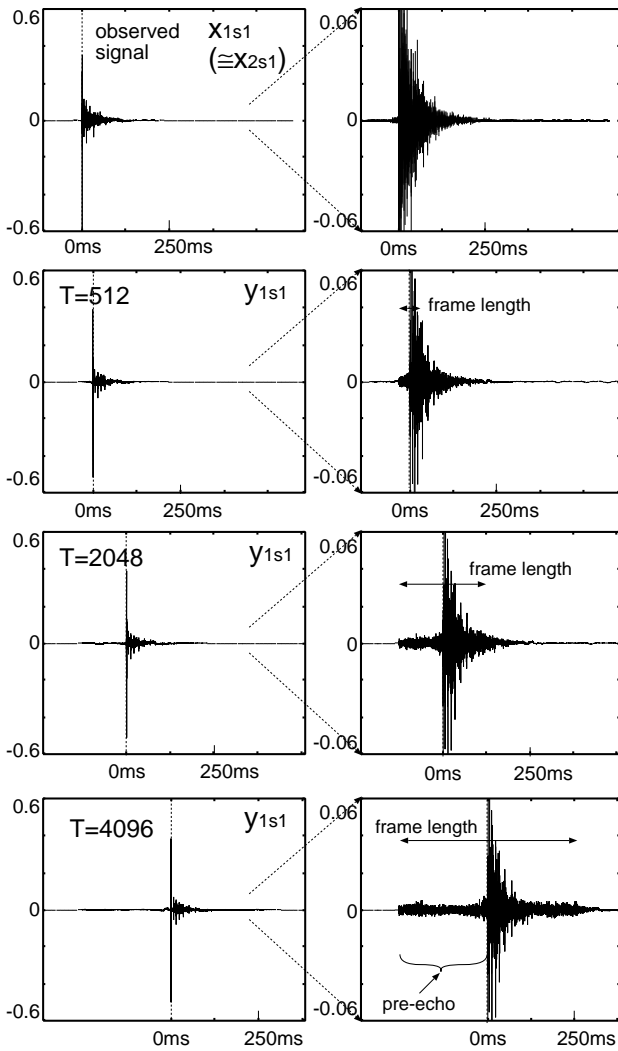 0.6
observed
signal
x1s1
(≅x2s1)
0
-0.6
0ms
250ms
0.06
0
-0.06
0ms
250ms
0.6
T=512
y1s1
0
-0.6
0ms
250ms
0.06
frame length
0
-0.06
0ms
250ms
0.6
T=2048
y1s1
0
-0.6
0ms
250ms
0.06
frame length
0
-0.06
0ms
250ms
0.6
T=4096
y1s1
0
-0.6
0ms
250ms
0.06
frame length
0
pre-echo
-0.06
0ms
250ms